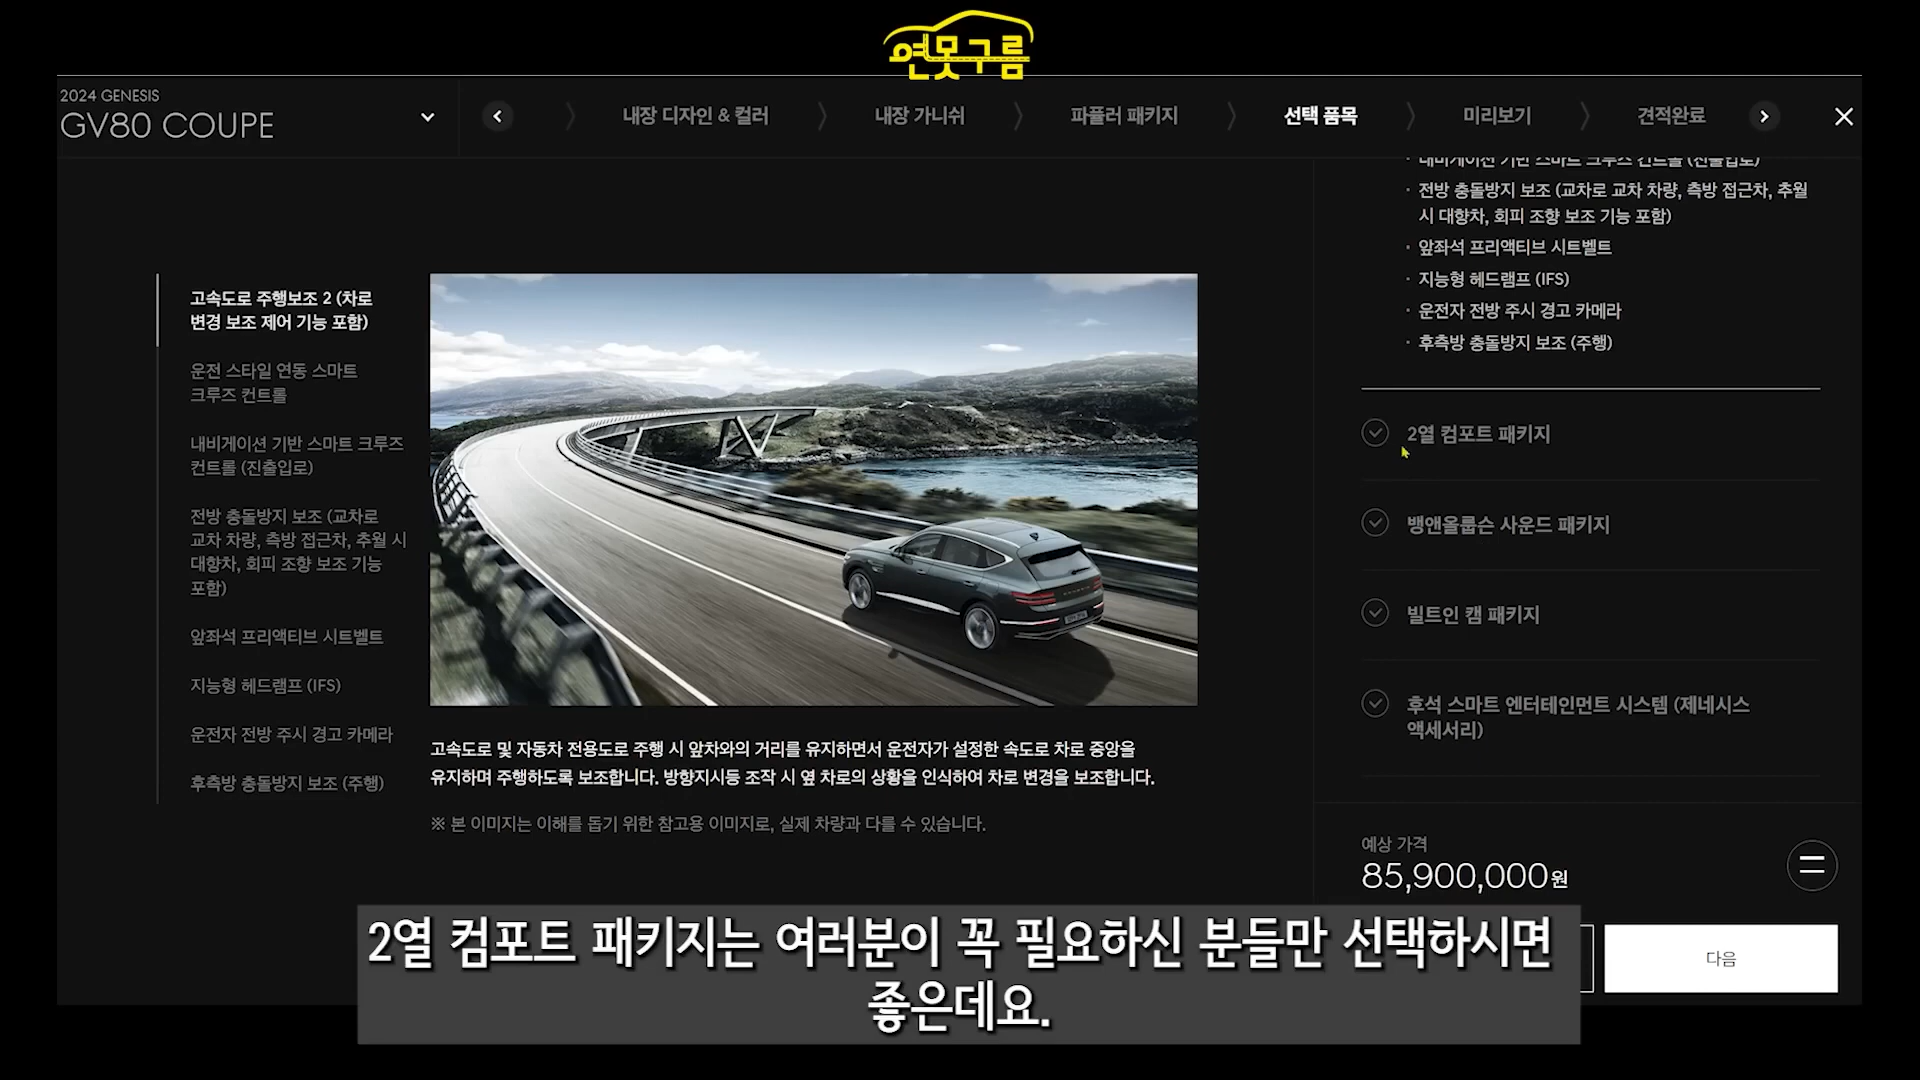 연못구름
2024 GENESIS
GV80 COUPE
내장 디자인 & 컬러
내장 가니쉬
파퓰러 패키지
선택 품목
미리보기
견적완료
고속도로 주행보조 2 (차로
변경 보조 제어 기능 포함)
운전 스타일 연동 스마트
크루즈 컨트롤
내비게이션 기반 스마트 크루즈
컨트롤 (진출입로)
전방 충돌방지 보조 (교차로
교차 차량, 측방 접근차, 추월 시
대향차, 회피 조향 보조 기능
포함)
앞좌석 프리액티브 시트벨트
지능형 헤드램프 (IFS)
운전자 전방 주시 경고 카메라
후측방 충돌방지 보조 (주행)
고속도로 및 자동차 전용도로 주행 시 앞차와의 거리를 유지하면서 운전자가 설정한 속도로 차로 중앙을
유지하며 주행하도록 보조합니다. 방향지시등 조작 시 옆 차로의 상황을 인식하여 차로 변경을 보조합니다.
※ 본 이미지는 이해를 돕기 위한 참고용 이미지로, 실제 차량과 다를 수 있습니다.
· 내비게이션 기반 스마트 크루즈 컨트롤 (진출입로)
· 전방 충돌방지 보조 (교차로 교차 차량, 측방 접근차, 추월
시 대향차, 회피 조향 보조 기능 포함)
· 앞좌석 프리액티브 시트벨트
· 지능형 헤드램프 (IFS)
· 운전자 전방 주시 경고 카메라
· 후측방 충돌방지 보조 (주행)
2열 컴포트 패키지
뱅앤올룹슨 사운드 패키지
빌트인 캠 패키지
후석 스마트 엔터테인먼트 시스템 (제네시스
액세서리)
예상 가격
85,900,000원
다음
2열 컴포트 패키지는 여러분이 꼭 필요하신 분들만 선택하시면
좋은데요.